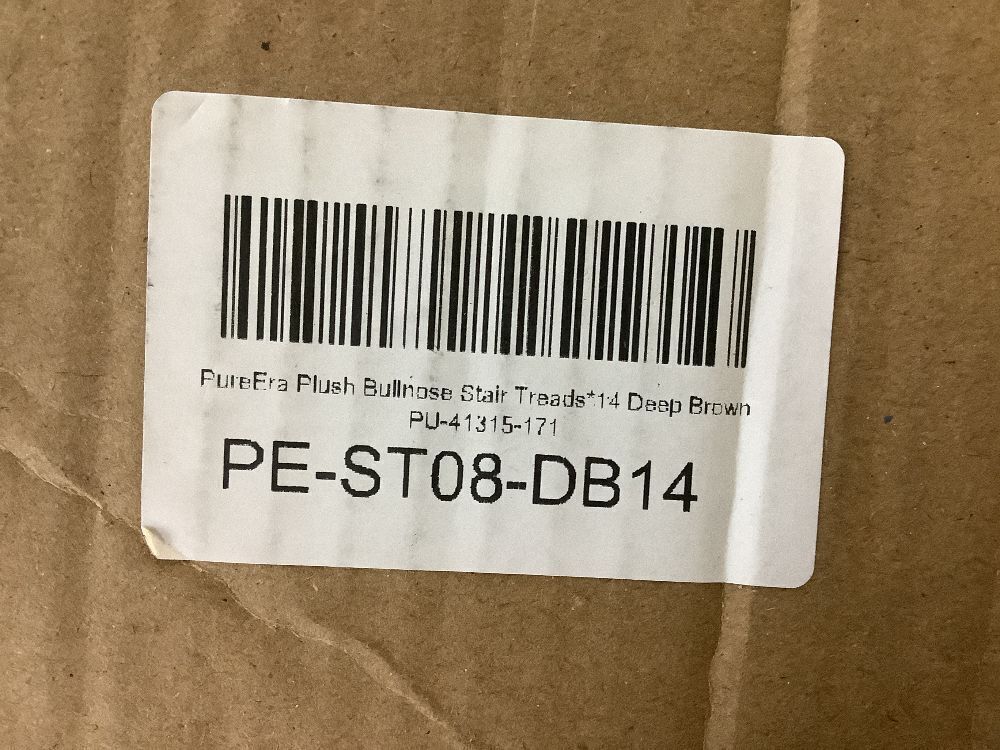 PureEra Plush Bullnose Stair Treads*14 Deep Brown
PU-41315-171
PE-ST08-DB14